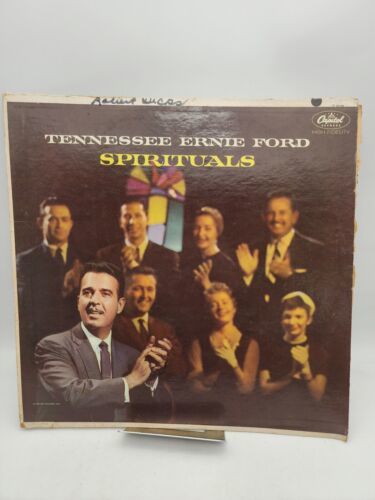 Capitol
HIGH FIDELITY
TENNESSEE ERNIE FORD
SPIRITUALS